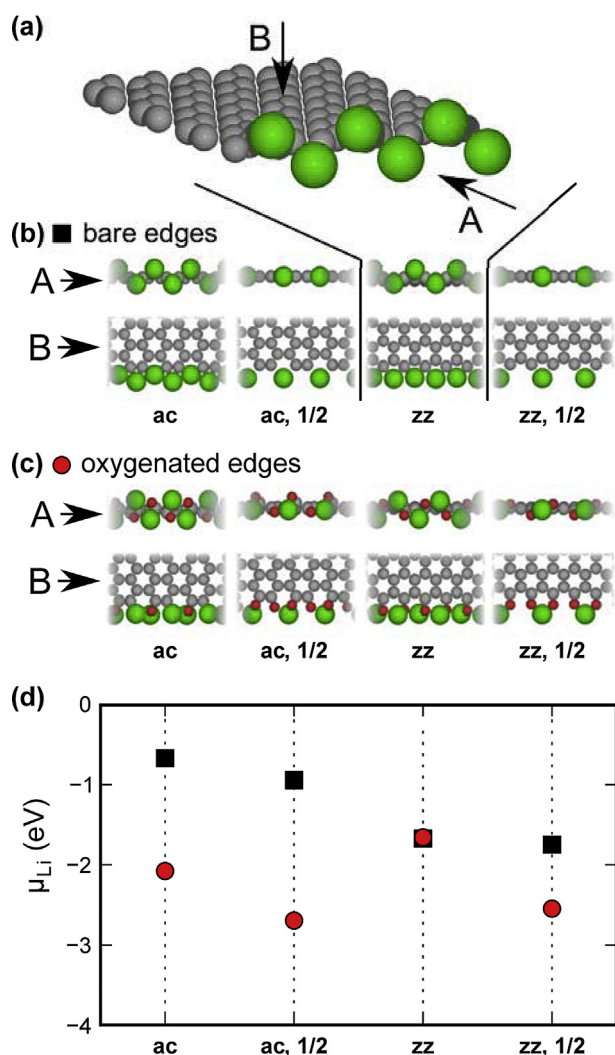 (a)
B
A
(b) ■ bare edges
A
B
ac ac, 1/2 zz zz, 1/2
(c) ● oxygenated edges
A
B
ac ac, 1/2 zz zz, 1/2
(d)
0
−1
−2
−3
−4
μLi (eV)
ac ac, 1/2 zz zz, 1/2